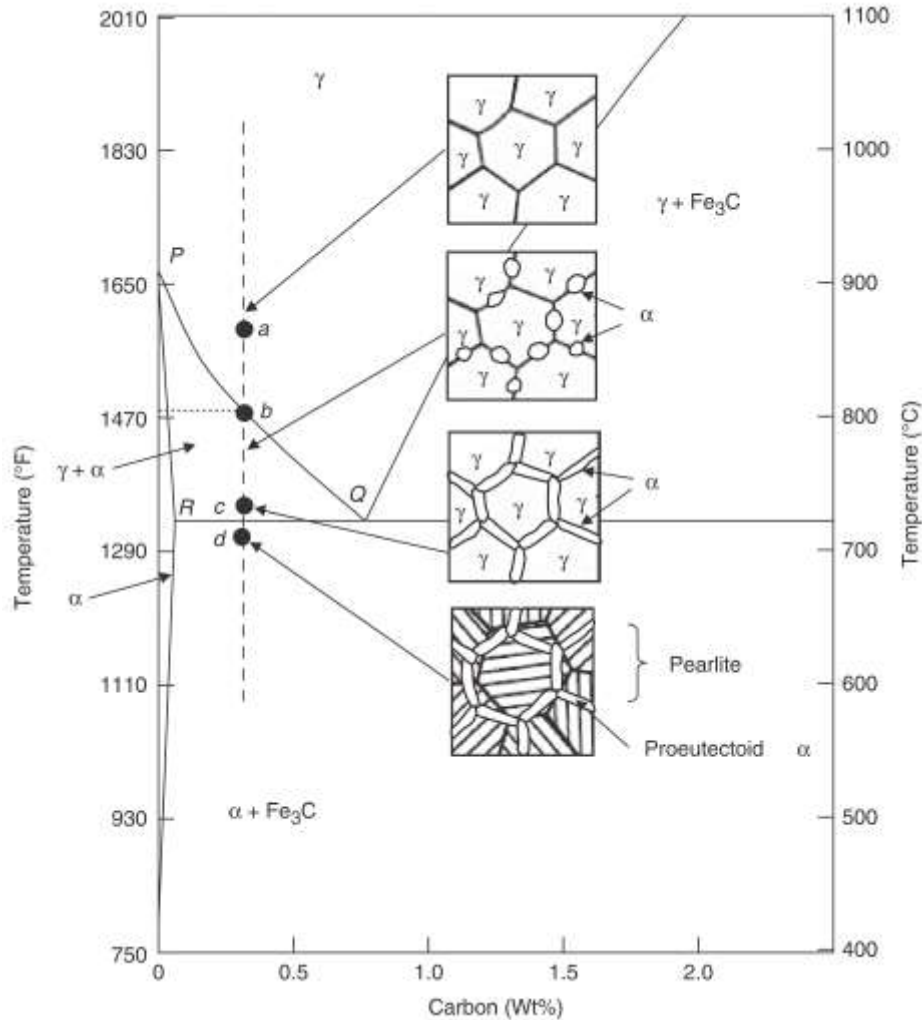 2010
1830
1650
1470
1290
1110
930
750
Temperature (°F)
1100
1000
900
800
700
600
500
400
Temperature (°C)
0
0.5
1.0
1.5
2.0
Carbon (Wt%)
γ
γ + Fe₃C
P
a
b
γ + α
Q
R
c
d
α
α + Fe₃C
γ γ
γ γ γ
γ γ
γ γ
γ γ γ
γ γ
α
γ γ
γ γ γ
γ γ
α
Pearlite
Proeutectoid α